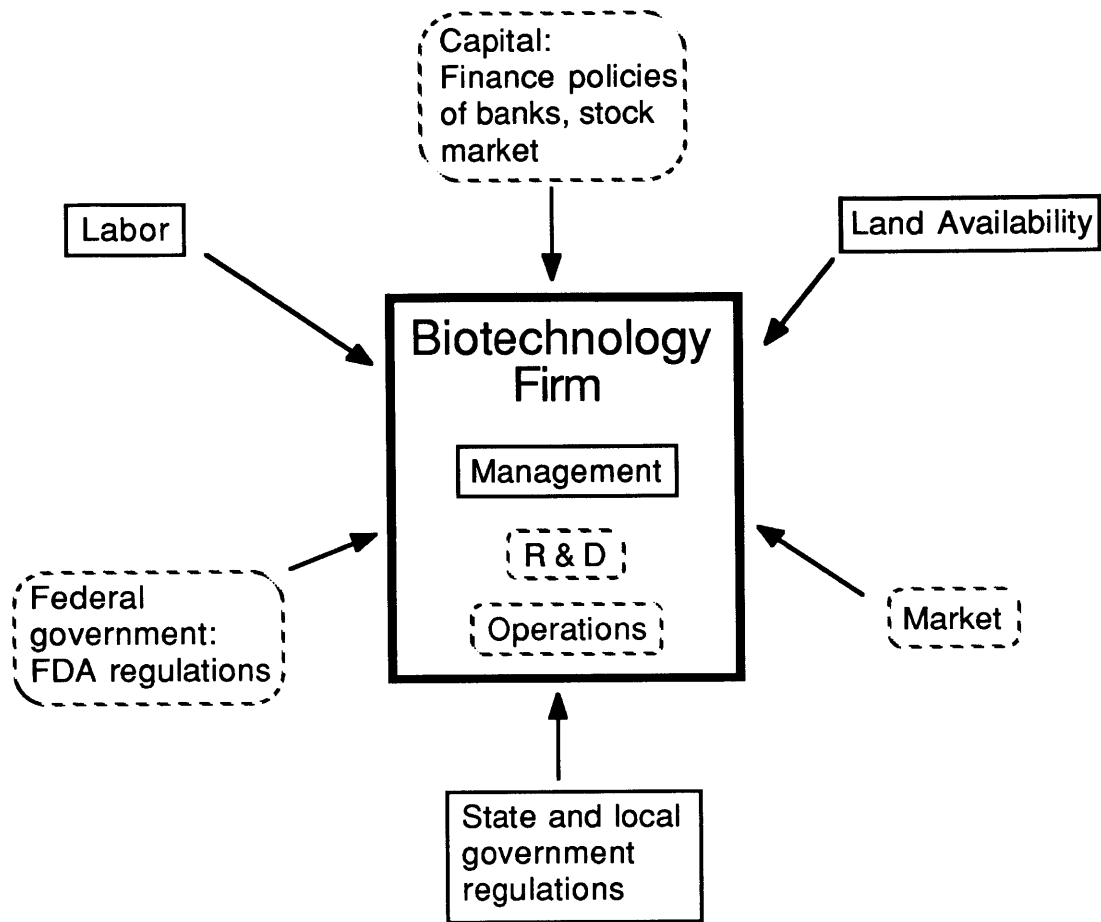 Capital:
Finance policies
of banks, stock
market
Labor
Land Availability
Biotechnology
Firm
Management
R & D
Operations
Federal
government:
FDA regulations
Market
State and local
government
regulations